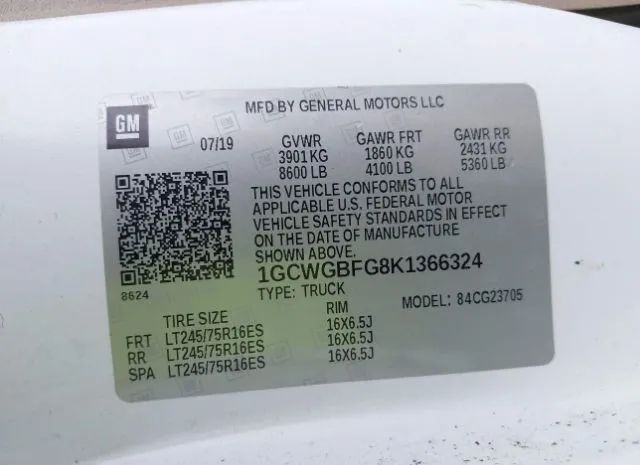 GM
MFD BY GENERAL MOTORS LLC
07/19 GVWR GAWR FRT GAWR RR
3901 KG 1860 KG 2431 KG
8600 LB 4100 LB 5360 LB
THIS VEHICLE CONFORMS TO ALL
APPLICABLE U.S. FEDERAL MOTOR
VEHICLE SAFETY STANDARDS IN EFFECT
ON THE DATE OF MANUFACTURE
SHOWN ABOVE.
8624
1GCWGBFG8K1366324
TYPE: TRUCK MODEL: 84CG23705
TIRE SIZE RIM
FRT LT245/75R16ES 16X6.5J
RR LT245/75R16ES 16X6.5J
SPA LT245/75R16ES 16X6.5J